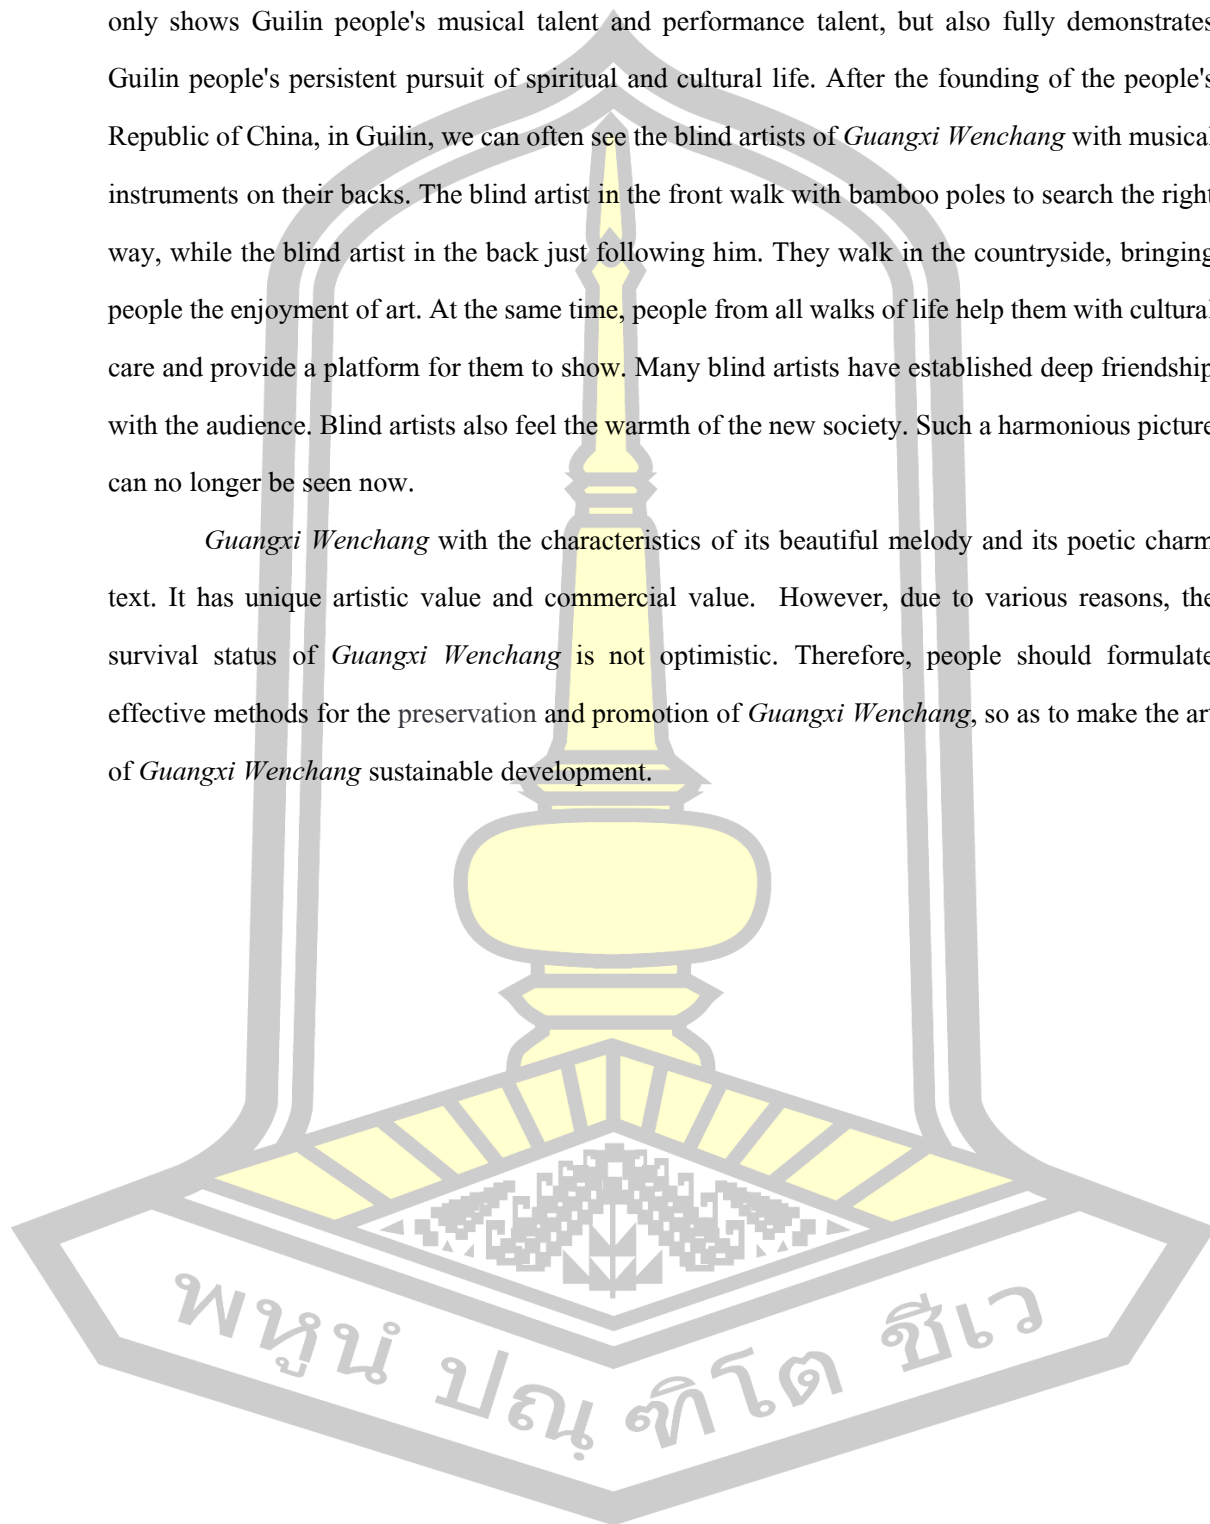 only shows Guilin people's musical talent and performance talent, but also fully demonstrates
Guilin people's persistent pursuit of spiritual and cultural life. After the founding of the people's
Republic of China, in Guilin, we can often see the blind artists of Guangxi Wenchang with musical
instruments on their backs. The blind artist in the front walk with bamboo poles to search the right
way, while the blind artist in the back just following him. They walk in the countryside, bringing
people the enjoyment of art. At the same time, people from all walks of life help them with cultural
care and provide a platform for them to show. Many blind artists have established deep friendship
with the audience. Blind artists also feel the warmth of the new society. Such a harmonious picture
can no longer be seen now.
Guangxi Wenchang with the characteristics of its beautiful melody and its poetic charm
text. It has unique artistic value and commercial value. However, due to various reasons, the
survival status of Guangxi Wenchang is not optimistic. Therefore, people should formulate
effective methods for the preservation and promotion of Guangxi Wenchang, so as to make the art
of Guangxi Wenchang sustainable development.
พหูนํ ปณฺฑิโต ชีเว